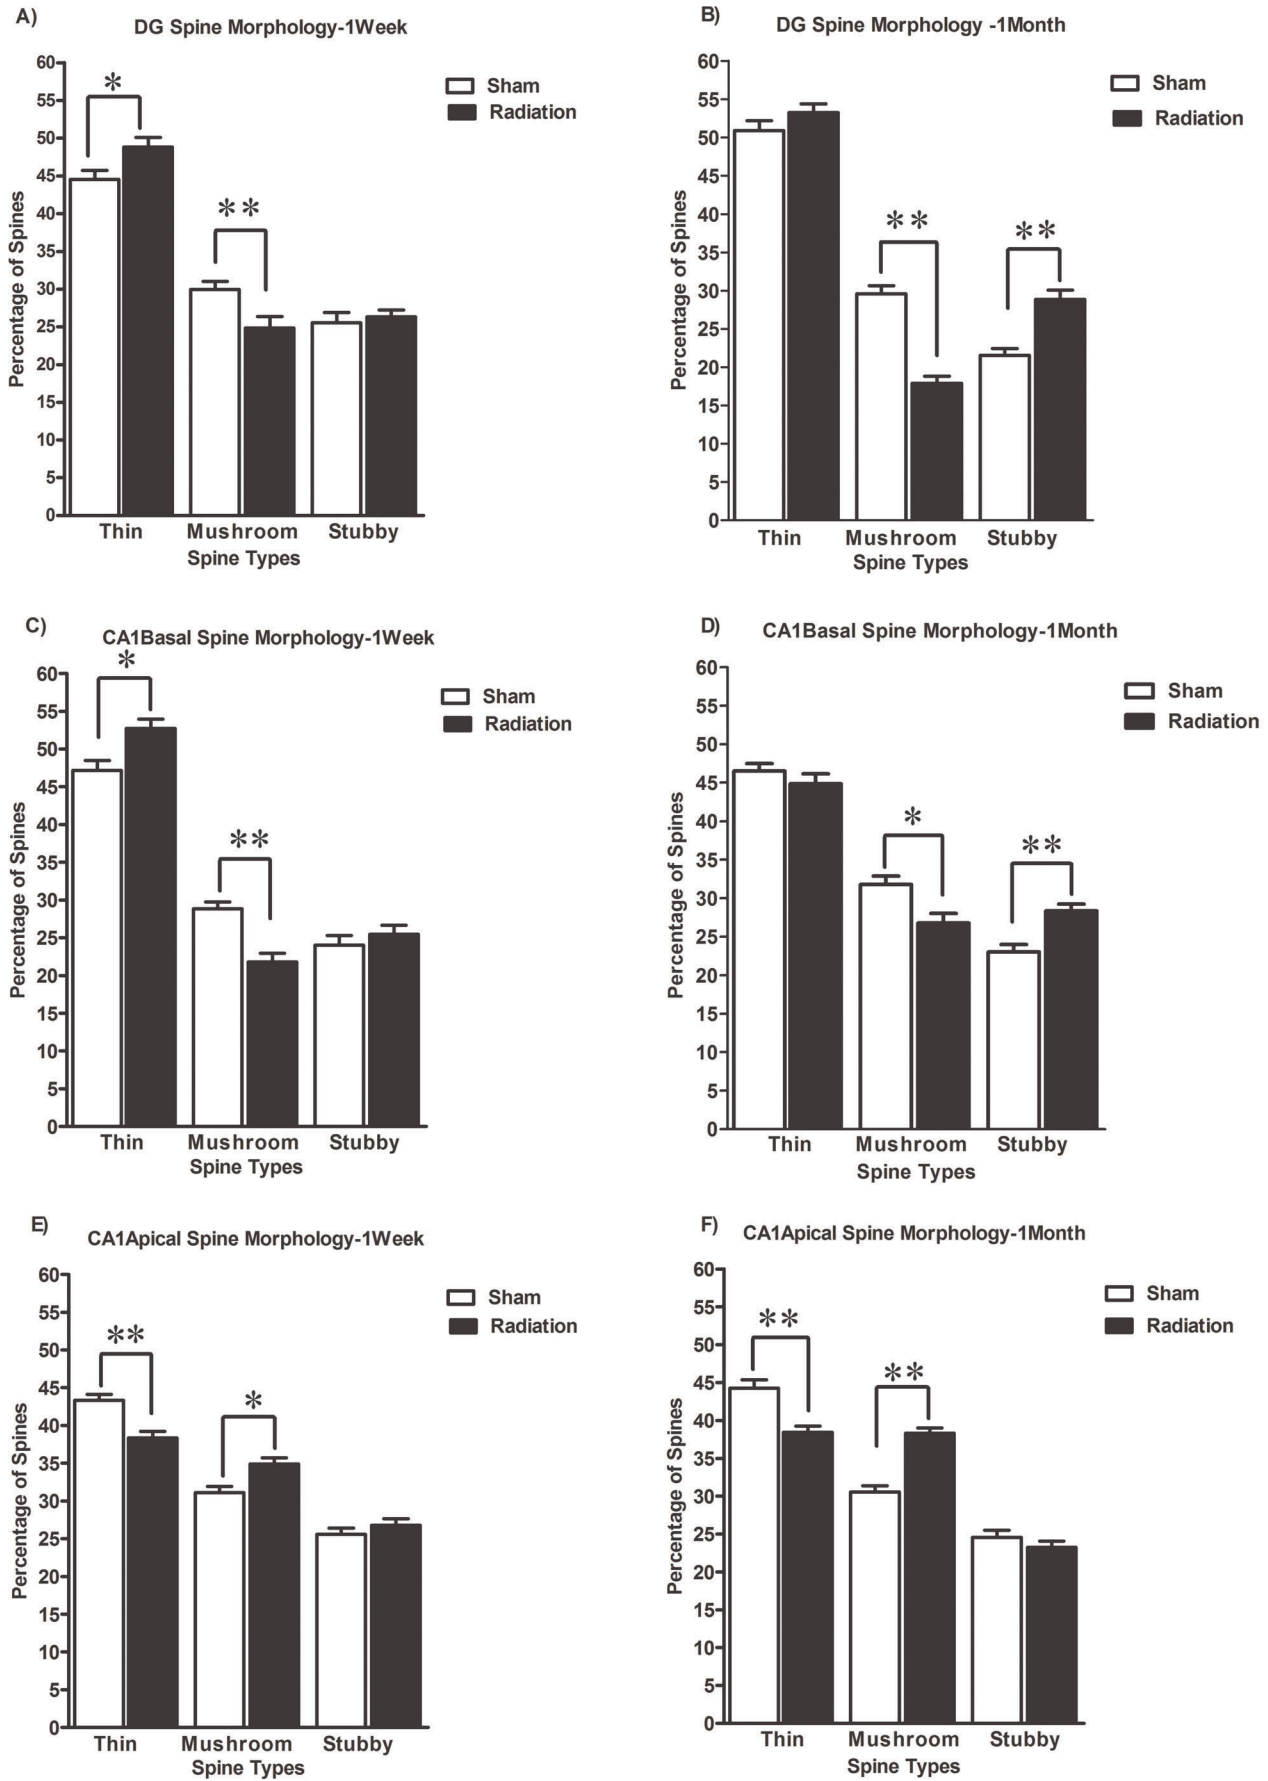 A)
DG Spine Morphology-1Week
Sham
Radiation
Percentage of Spines
60
55
50
45
40
35
30
25
20
15
10
5
0
*
**
Thin Mushroom Stubby
Spine Types
B)
DG Spine Morphology -1Month
Sham
Radiation
Percentage of Spines
60
55
50
45
40
35
30
25
20
15
10
5
0
**
**
Thin Mushroom Stubby
Spine Types
C)
CA1Basal Spine Morphology-1Week
Sham
Radiation
Percentage of Spines
60
55
50
45
40
35
30
25
20
15
10
5
0
*
**
Thin Mushroom Stubby
Spine Types
D)
CA1Basal Spine Morphology-1Month
Sham
Radiation
Percentage of Spines
60
55
50
45
40
35
30
25
20
15
10
5
0
*
**
Thin Mushroom Stubby
Spine Types
E)
CA1Apical Spine Morphology-1Week
Sham
Radiation
Percentage of Spines
60
55
50
45
40
35
30
25
20
15
10
5
0
**
*
Thin Mushroom Stubby
Spine Types
F)
CA1Apical Spine Morphology-1Month
Sham
Radiation
Percentage of Spines
60
55
50
45
40
35
30
25
20
15
10
5
0
**
**
Thin Mushroom Stubby
Spine Types